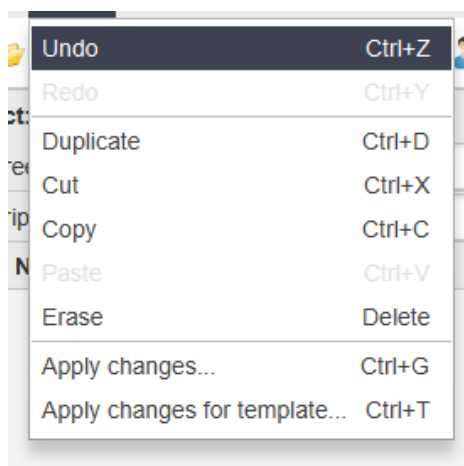 Undo Ctrl+Z
Redo Ctrl+Y
Duplicate Ctrl+D
Cut Ctrl+X
Copy Ctrl+C
Paste Ctrl+V
Erase Delete
Apply changes... Ctrl+G
Apply changes for template... Ctrl+T